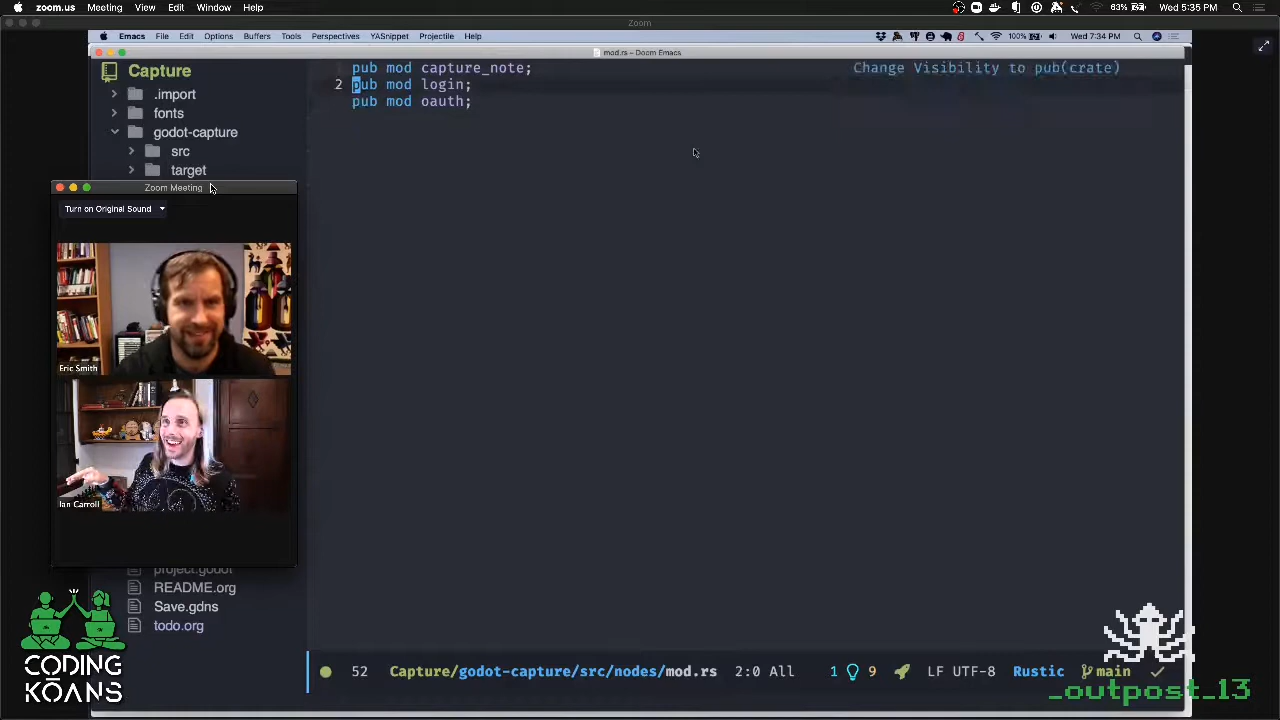 zoom.us Meeting View Edit Window Help
63% Wed 5:35 PM
Zoom
Emacs File Edit Options Buffers Tools Perspectives YASnippet Projectile Help
100% Wed 7:34 PM
mod.rs – Doom Emacs
Capture
.import
fonts
godot-capture
src
target
pub mod capture_note;
Change Visibility to pub(crate)
2 pub mod login;
pub mod oauth;
Zoom Meeting
Turn on Original Sound
Eric Smith
Ian Carroll
project.godot
README.org
Save.gdns
todo.org
52 Capture/godot-capture/src/nodes/mod.rs 2:0 All 1 9 LF UTF-8 Rustic main
CODING
KOANS
_outpost_13